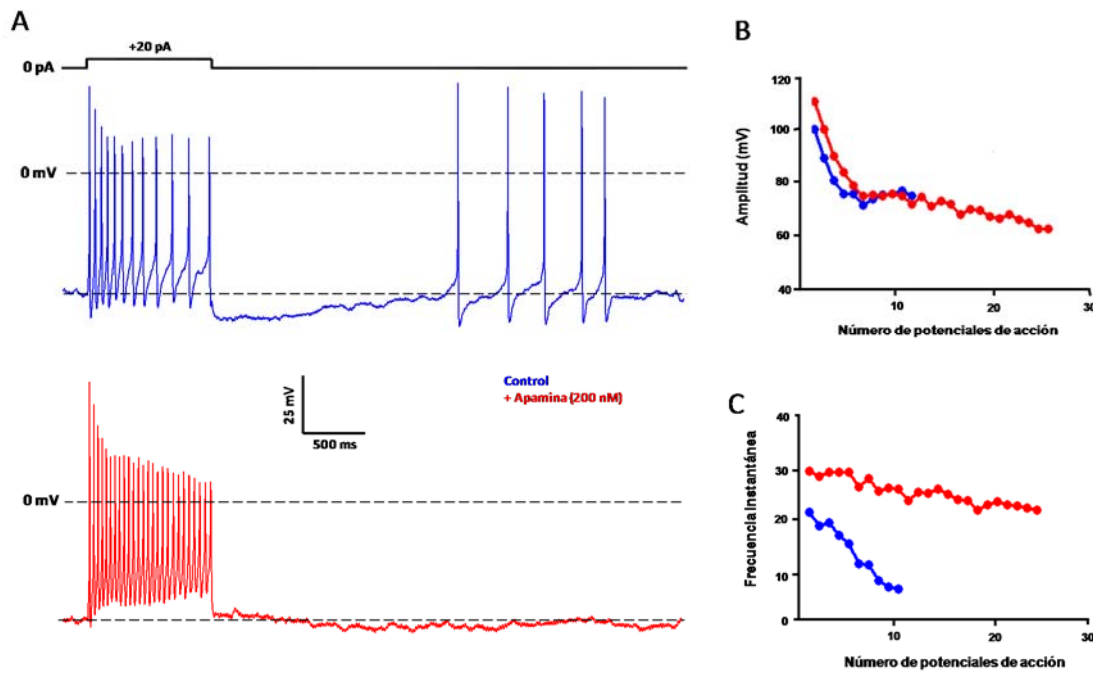 A
+20 pA
0 pA
0 mV
Control
+ Apamina (200 nM)
25 mV
500 ms
0 mV
B
120
100
80
60
40
Amplitud (mV)
10
20
30
Número de potenciales de acción
C
40
30
20
10
0
Frecuencia Instantánea
10
20
30
Número de potenciales de acción